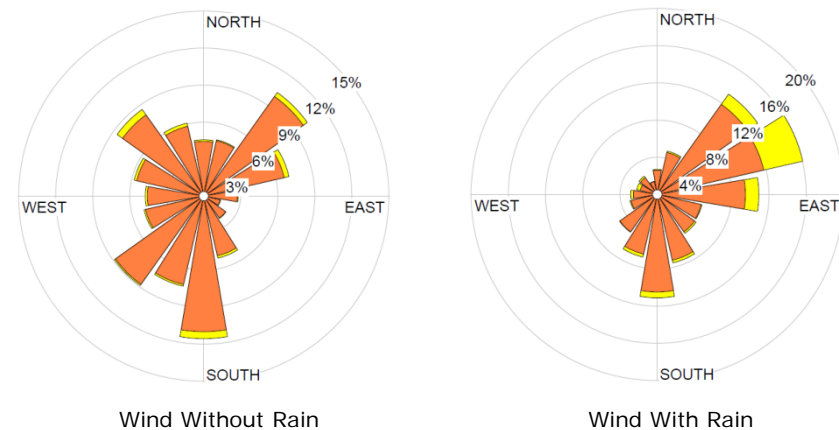 NORTH
15%
12%
9%
6%
3%
WEST
EAST
SOUTH
Wind Without Rain
NORTH
20%
16%
12%
8%
4%
WEST
EAST
SOUTH
Wind With Rain